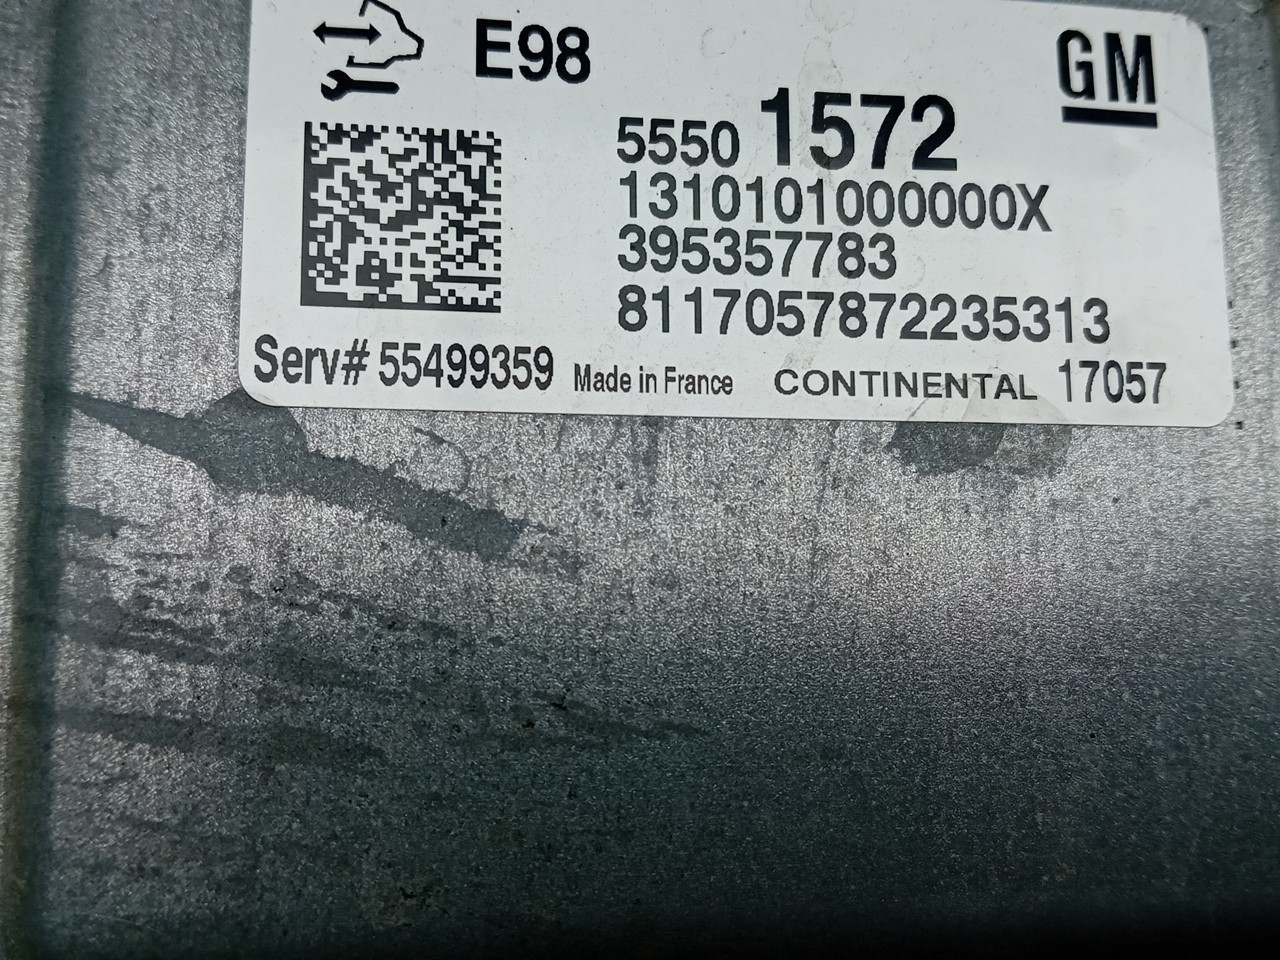 E98
GM
5550 1572
1310101000000X
395357783
8117057872235313
Serv# 55499359 Made in France CONTINENTAL 17057